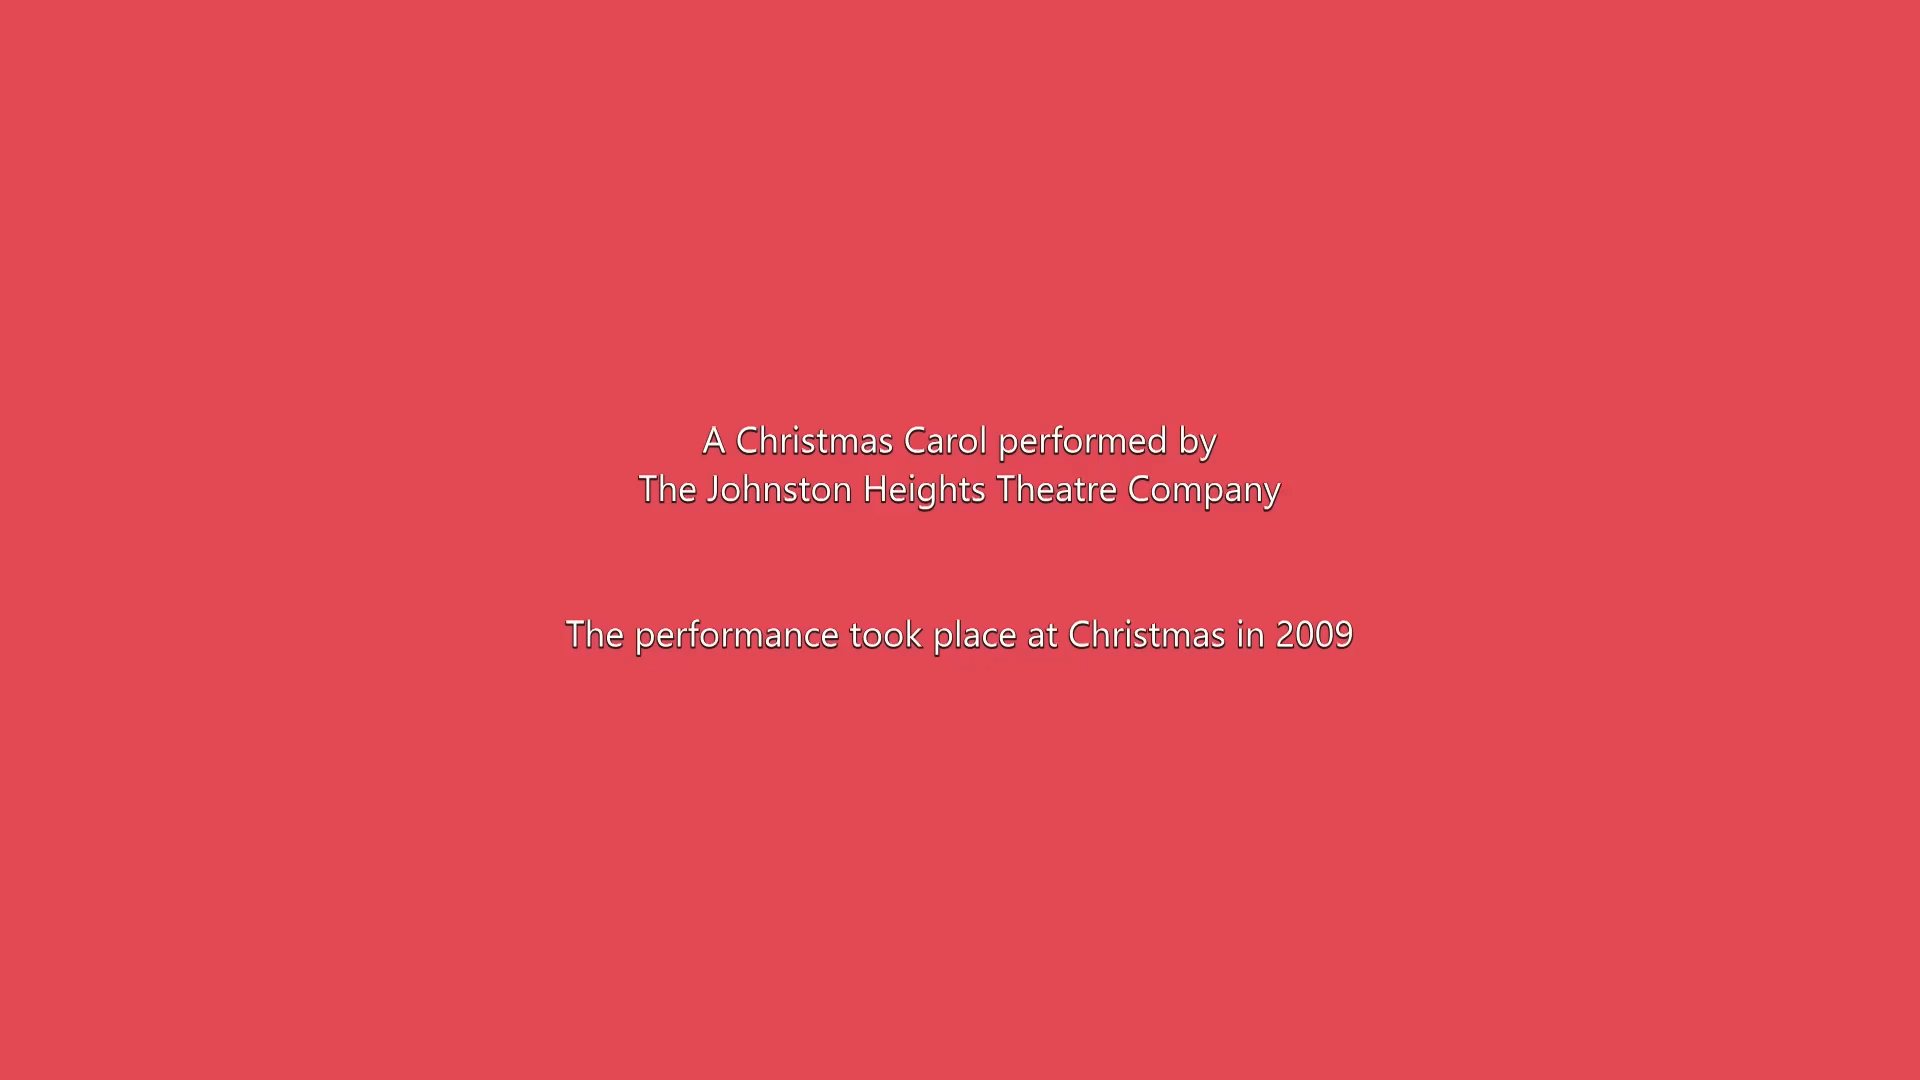 A Christmas Carol performed by
The Johnston Heights Theatre Company
The performance took place at Christmas in 2009